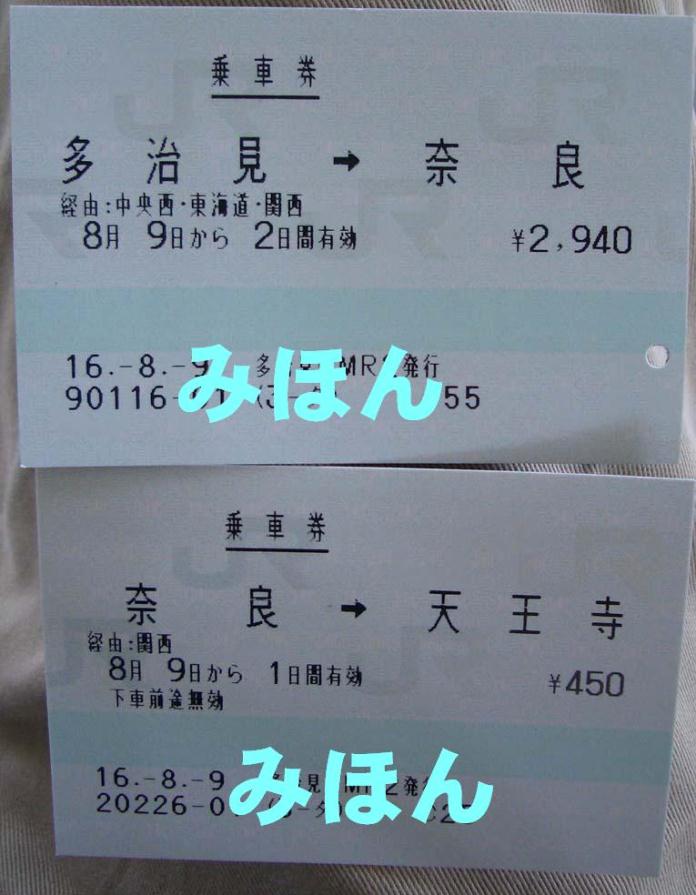 乗車券
多治見 → 奈良
経由:中央西・東海道・関西
8月 9日から 2日間有効 ¥2,940
16.-8.-9 多 MR 発行
90116- 55
みほん
乗車券
奈良 → 天王寺
経由:関西
8月 9日から 1日間有効 ¥450
下車前途無効
16.-8.-9 見 発行
20226-0
みほん